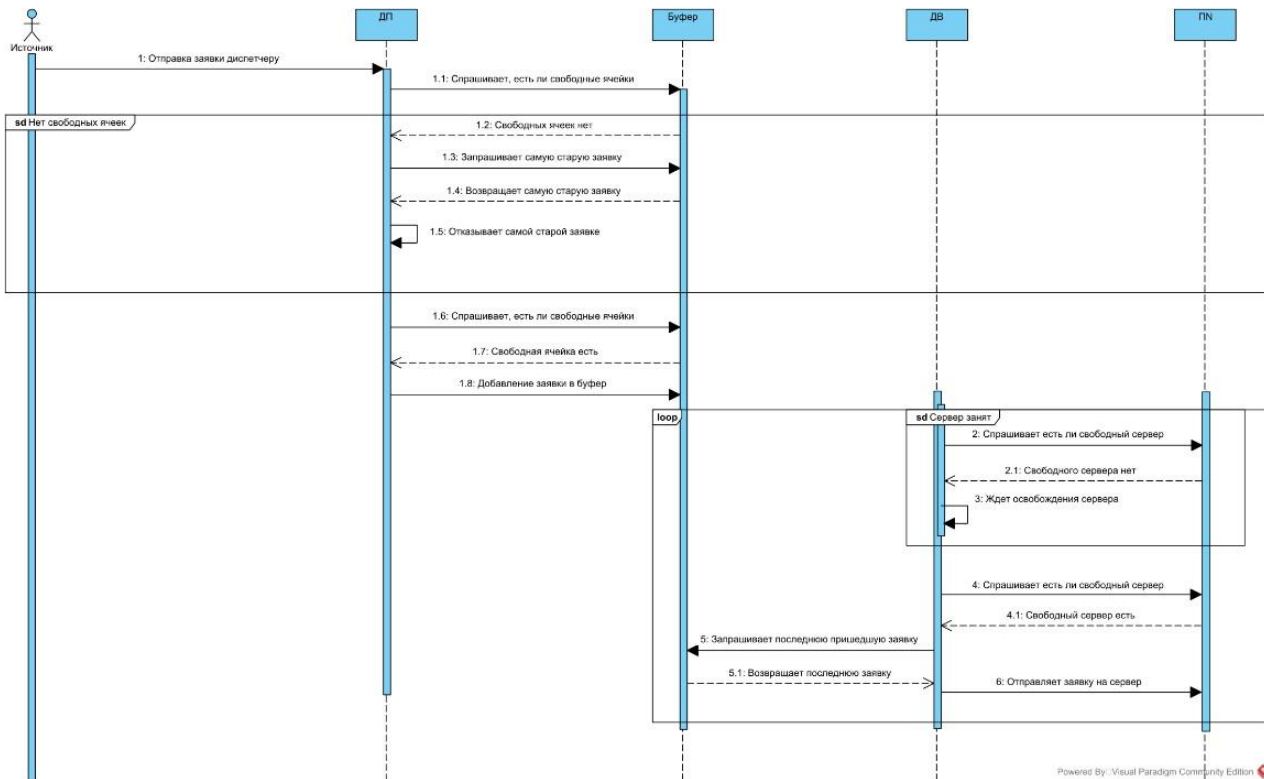 ДП
Буфер
ДВ
ПN
Источник
1: Отправка заявки диспетчеру
1.1: Спрашивает, есть ли свободные ячейки
sd Нет свободных ячеек
1.2: Свободных ячеек нет
1.3: Запрашивает самую старую заявку
1.4: Возвращает самую старую заявку
1.5: Отказывает самой старой заявке
1.6: Спрашивает, есть ли свободные ячейки
1.7: Свободная ячейка есть
1.8: Добавление заявки в буфер
loop
sd Сервер занят
2: Спрашивает есть ли свободный сервер
2.1: Свободного сервера нет
3: Ждет освобождения сервера
4: Спрашивает есть ли свободный сервер
4.1: Свободный сервер есть
5: Запрашивает последнюю пришедшую заявку
5.1: Возвращает последнюю заявку
6: Отправляет заявку на сервер
Powered By Visual Paradigm Community Edition